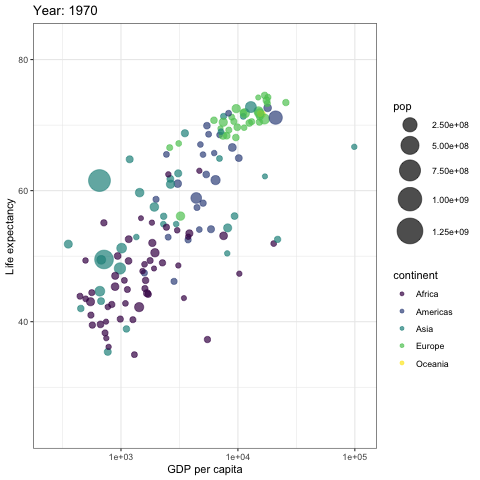 Year: 1970
80
60
40
Life expectancy
1e+03
1e+04
1e+05
GDP per capita
pop
2.50e+08
5.00e+08
7.50e+08
1.00e+09
1.25e+09
continent
Africa
Americas
Asia
Europe
Oceania